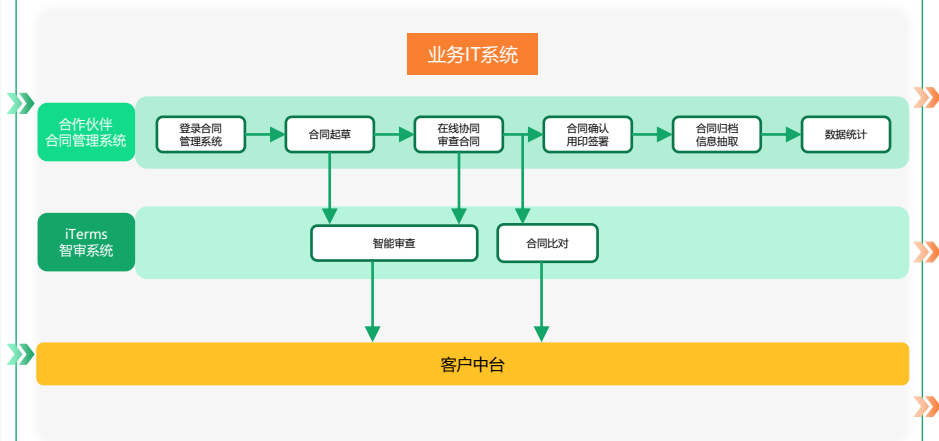 业务IT系统
合作伙伴
合同管理系统
登录合同
管理系统
合同起草
在线协同
审查合同
合同确认
用印签署
合同归档
信息抽取
数据统计
iTerms
智审系统
智能审查
合同比对
客户中台